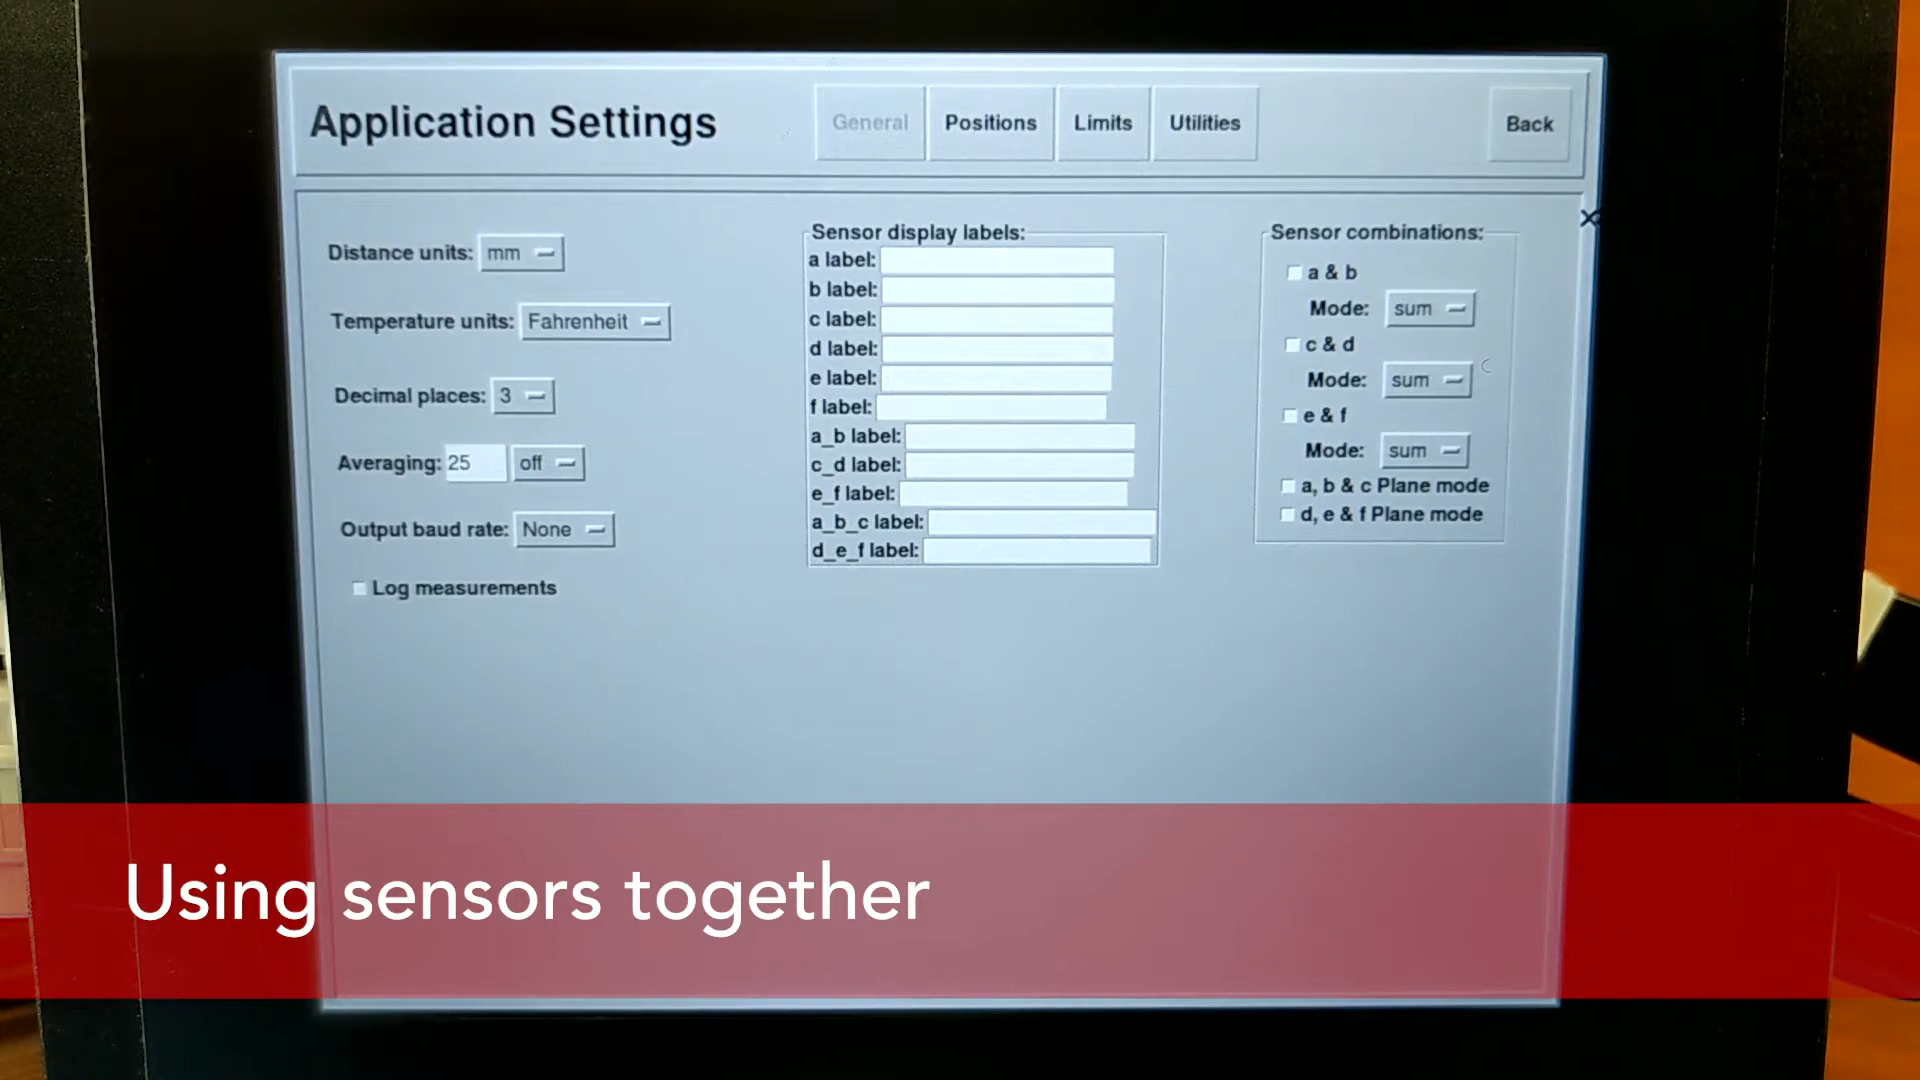 Application Settings
General
Positions
Limits
Utilities
Back
Distance units: mm
Temperature units: Fahrenheit
Decimal places: 3
Averaging: 25 off
Output baud rate: None
Log measurements
Sensor display labels:
a label:
b label:
c label:
d label:
e label:
f label:
a_b label:
c_d label:
e_f label:
a_b_c label:
d_e_f label:
Sensor combinations:
a & b
Mode: sum
c & d
Mode: sum
e & f
Mode: sum
a, b & c Plane mode
d, e & f Plane mode
Using sensors together